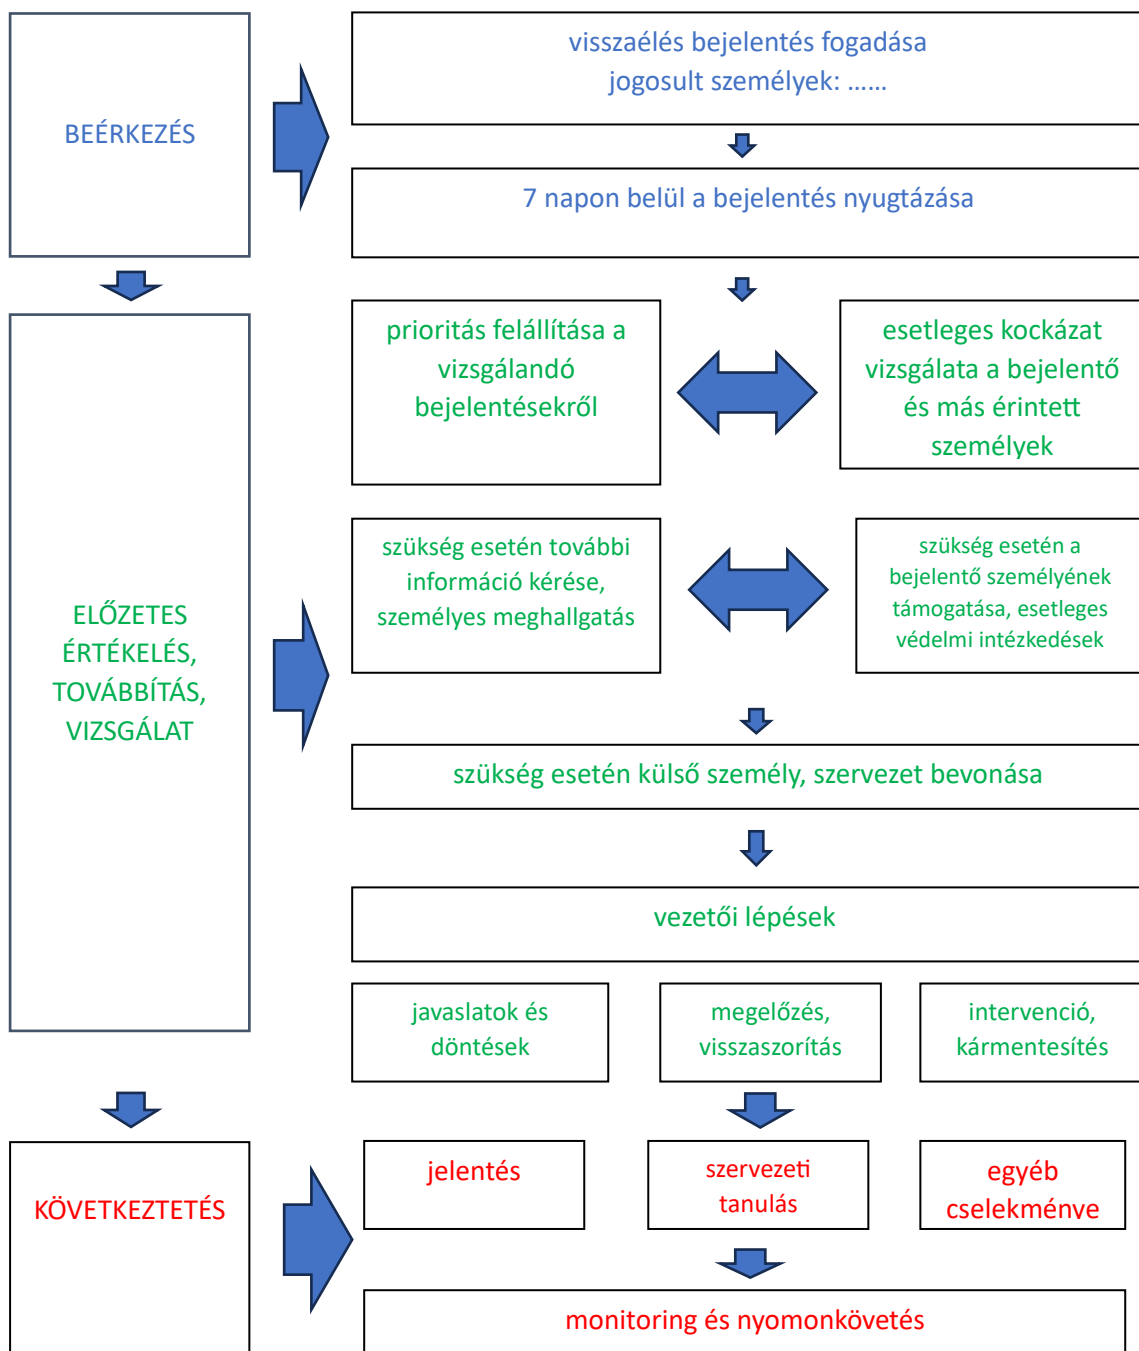 BEÉRKEZÉS
visszaélés bejelentés fogadása
jogosult személyek: ......
7 napon belül a bejelentés nyugtázása
ELŐZETES
ÉRTÉKELÉS,
TOVÁBBÍTÁS,
VIZSGÁLAT
prioritás felállítása a
vizsgálandó
bejelentésekről
esetleges kockázat
vizsgálata a bejelentő
és más érintett
személyek
szükség esetén további
információ kérése,
személyes meghallgatás
szükség esetén a
bejelentő személyének
támogatása, esetleges
védelmi intézkedések
szükség esetén külső személy, szervezet bevonása
vezetői lépések
javaslatok és
döntések
megelőzés,
visszaszorítás
intervenció,
kármentesítés
KÖVETKEZTETÉS
jelentés
szervezeti
tanulás
egyéb
cselekménve
monitoring és nyomonkövetés